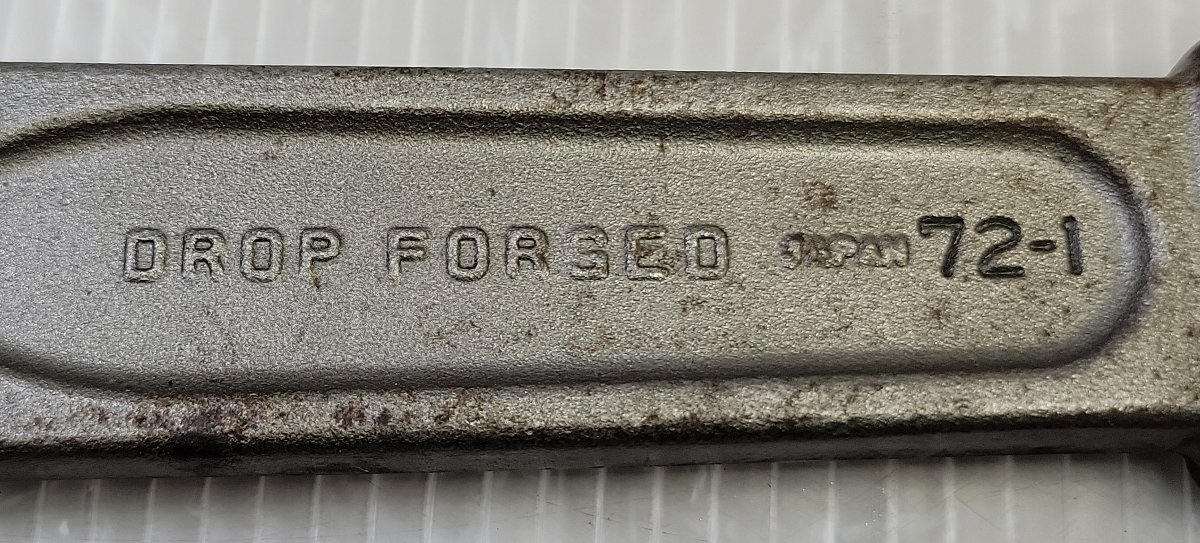 DROP FORGED JAPAN 72-1